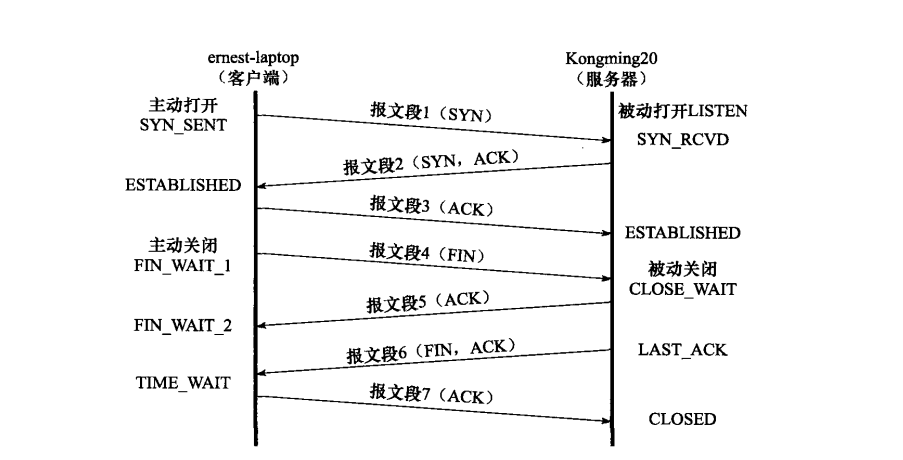 ernest-laptop
（客户端）
Kongming20
（服务器）
主动打开
SYN_SENT
报文段1（SYN）
被动打开LISTEN
SYN_RCVD
报文段2（SYN，ACK）
ESTABLISHED
报文段3（ACK）
ESTABLISHED
主动关闭
FIN_WAIT_1
报文段4（FIN）
被动关闭
CLOSE_WAIT
报文段5（ACK）
FIN_WAIT_2
报文段6（FIN，ACK）
LAST_ACK
TIME_WAIT
报文段7（ACK）
CLOSED